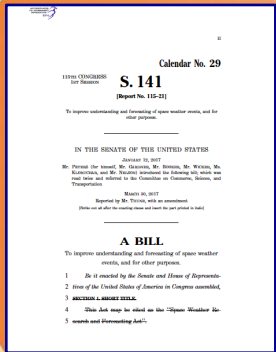 II
Calendar No. 29
115TH CONGRESS
1ST SESSION
S. 141
[Report No. 115–21]
To improve understanding and forecasting of space weather events, and for
other purposes.
IN THE SENATE OF THE UNITED STATES
JANUARY 12, 2017
Mr. PETERS (for himself, Mr. GARDNER, Mr. BOOKER, Mr. WICKER, Ms.
KLOBUCHAR, and Mr. NELSON) introduced the following bill; which was
read twice and referred to the Committee on Commerce, Science, and
Transportation
MARCH 30, 2017
Reported by Mr. THUNE, with an amendment
[Strike out all after the enacting clause and insert the part printed in italic]
A BILL
To improve understanding and forecasting of space weather
events, and for other purposes.
1 Be it enacted by the Senate and House of Representa-
2 tives of the United States of America in Congress assembled,
3 SECTION 1. SHORT TITLE.
4 This Act may be cited as the "Space Weather Re-
5 search and Forecasting Act".